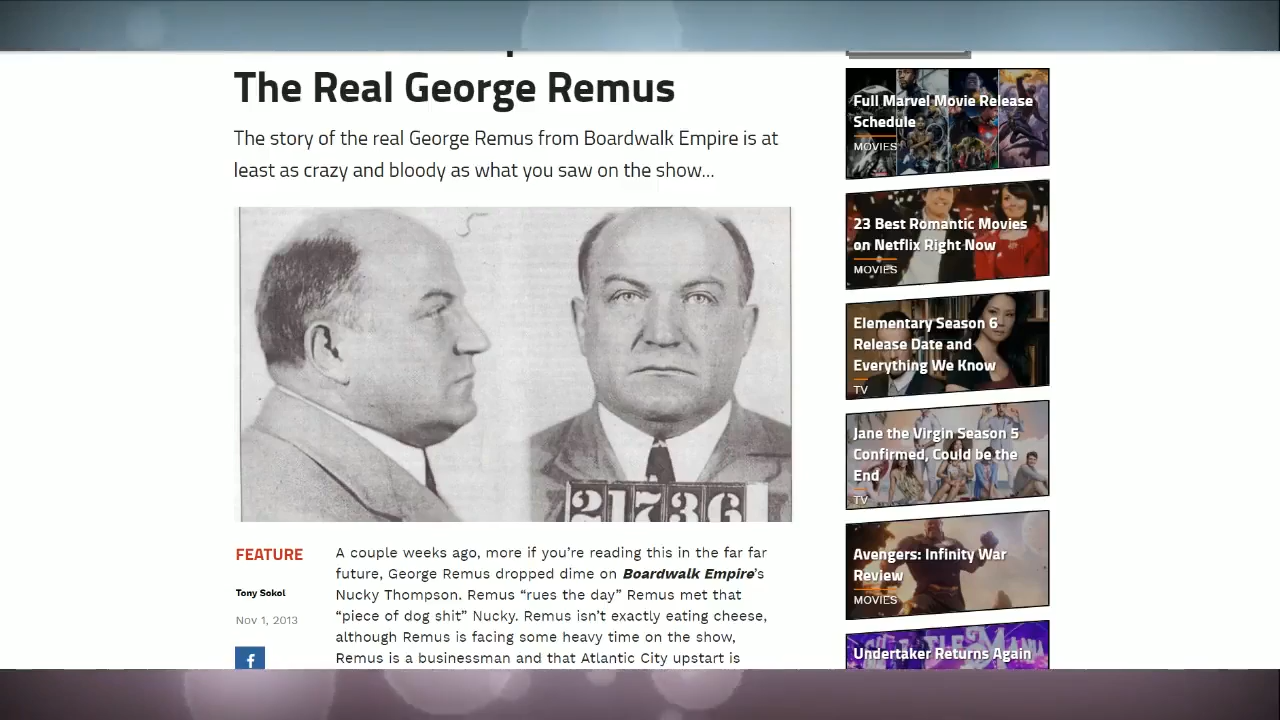 The Real George Remus
The story of the real George Remus from Boardwalk Empire is at
least as crazy and bloody as what you saw on the show...
21736
FEATURE
Tony Sokol
Nov 1, 2013
A couple weeks ago, more if you’re reading this in the far far
future, George Remus dropped dime on Boardwalk Empire’s
Nucky Thompson. Remus “rues the day” Remus met that
“piece of dog shit” Nucky. Remus isn’t exactly eating cheese,
although Remus is facing some heavy time on the show,
Remus is a businessman and that Atlantic City upstart is
Full Marvel Movie Release
Schedule
MOVIES
23 Best Romantic Movies
on Netflix Right Now
MOVIES
Elementary Season 6
Release Date and
Everything We Know
TV
Jane the Virgin Season 5
Confirmed, Could be the
End
TV
Avengers: Infinity War
Review
MOVIES
Undertaker Returns Again